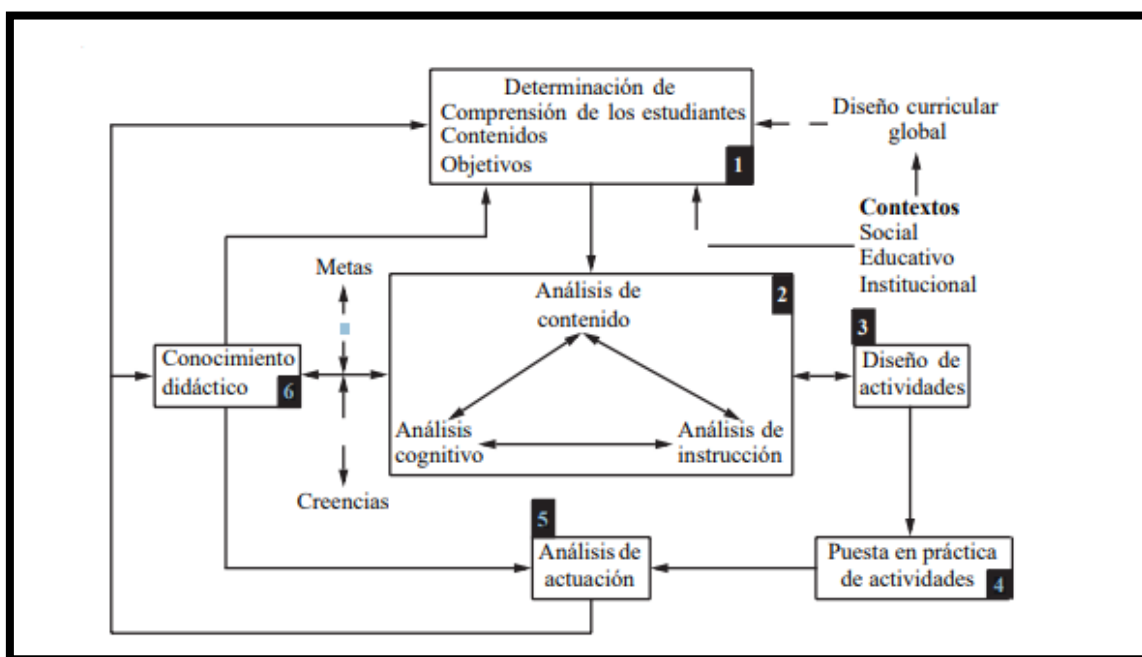 Determinación de
Comprensión de los estudiantes
Contenidos
Objetivos
1
Diseño curricular
global
Contextos
Social
Educativo
Institucional
Metas
Análisis de
contenido
2
3
Conocimiento
didáctico
6
Diseño de
actividades
Análisis
cognitivo
Análisis de
instrucción
Creencias
5
Análisis de
actuación
Puesta en práctica
de actividades
4